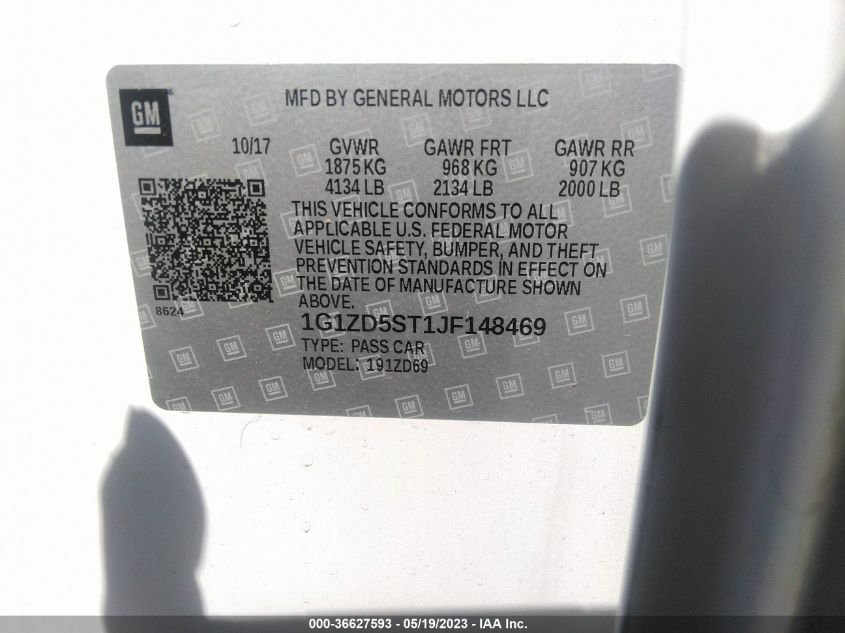 GM
MFD BY GENERAL MOTORS LLC
10/17 GVWR GAWR FRT GAWR RR
1875 KG 968 KG 907 KG
4134 LB 2134 LB 2000 LB
THIS VEHICLE CONFORMS TO ALL
APPLICABLE U.S. FEDERAL MOTOR
VEHICLE SAFETY, BUMPER, AND THEFT
PREVENTION STANDARDS IN EFFECT ON
THE DATE OF MANUFACTURE SHOWN
ABOVE.
8624
1G1ZD5ST1JF148469
TYPE: PASS CAR
MODEL: 191ZD69
000-36627593 - 05/19/2023 - IAA Inc.